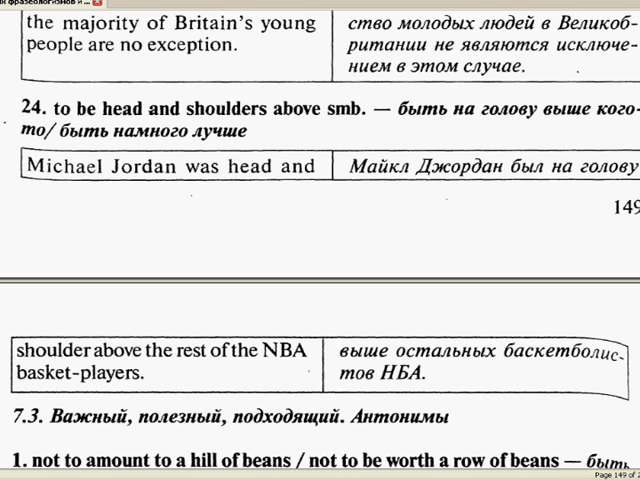 фразеологизмов и ...
the majority of Britain's young
people are no exception.
ство молодых людей в Великоб-
ритании не являются исключе-
нием в этом случае.
24. to be head and shoulders above smb. — быть на голову выше кого-
то/ быть намного лучше
Michael Jordan was head and
Майкл Джордан был на голову
149
shoulder above the rest of the NBA
basket-players.
выше остальных баскетболис-
тов НБА.
7.3. Важный, полезный, подходящий. Антонимы
1. not to amount to a hill of beans / not to be worth a row of beans — быть
Page 149 of